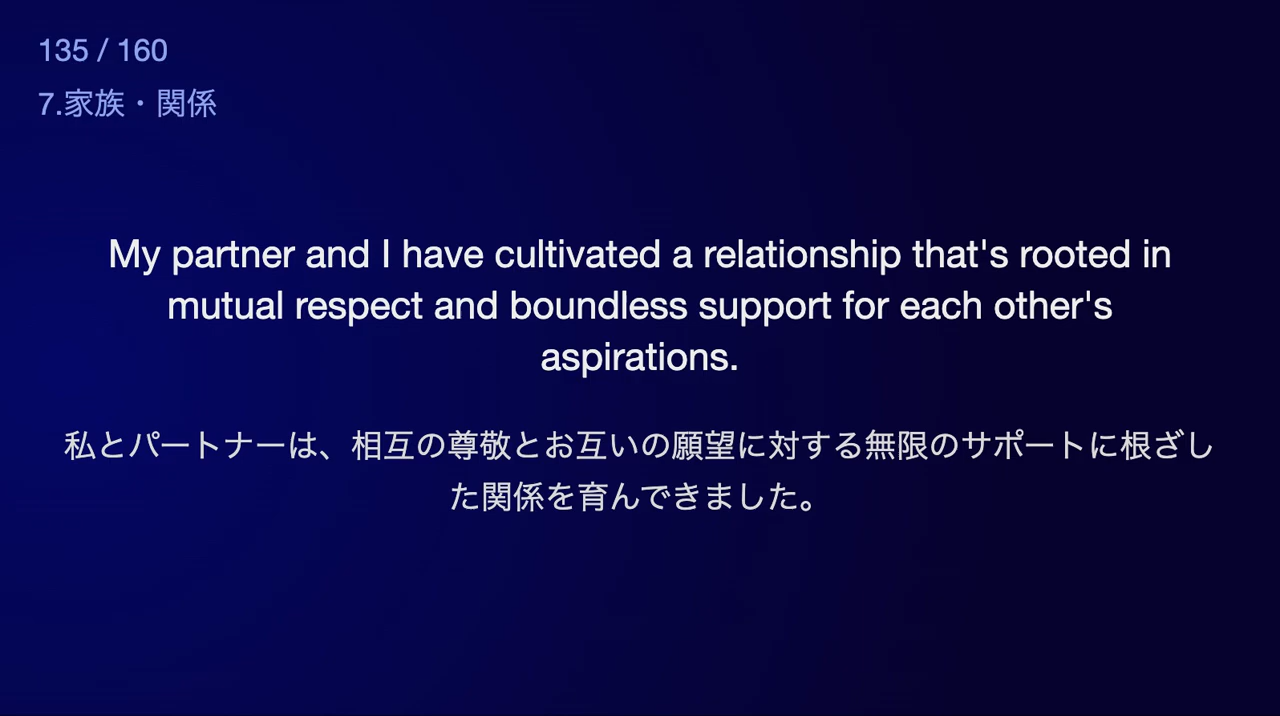 135 / 160
7.家族・関係
My partner and I have cultivated a relationship that's rooted in
mutual respect and boundless support for each other's
aspirations.
私とパートナーは、相互の尊敬とお互いの願望に対する無限のサポートに根ざし
た関係を育んできました。